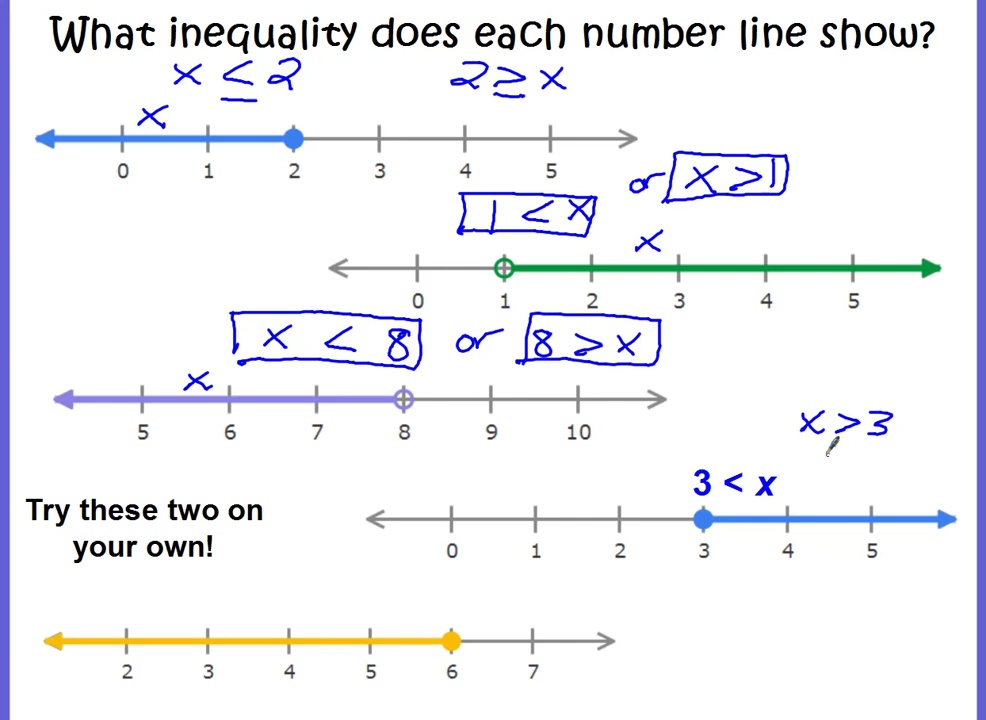 What inequality does each number line show?
x ≤ 2 2 ≥ x
x
0 1 2 3 4 5
or x > 1
1 < x
x
0 1 2 3 4 5
x < 8 or 8 > x
x
5 6 7 8 9 10
x > 3
3 < x
Try these two on
your own!
0 1 2 3 4 5
2 3 4 5 6 7